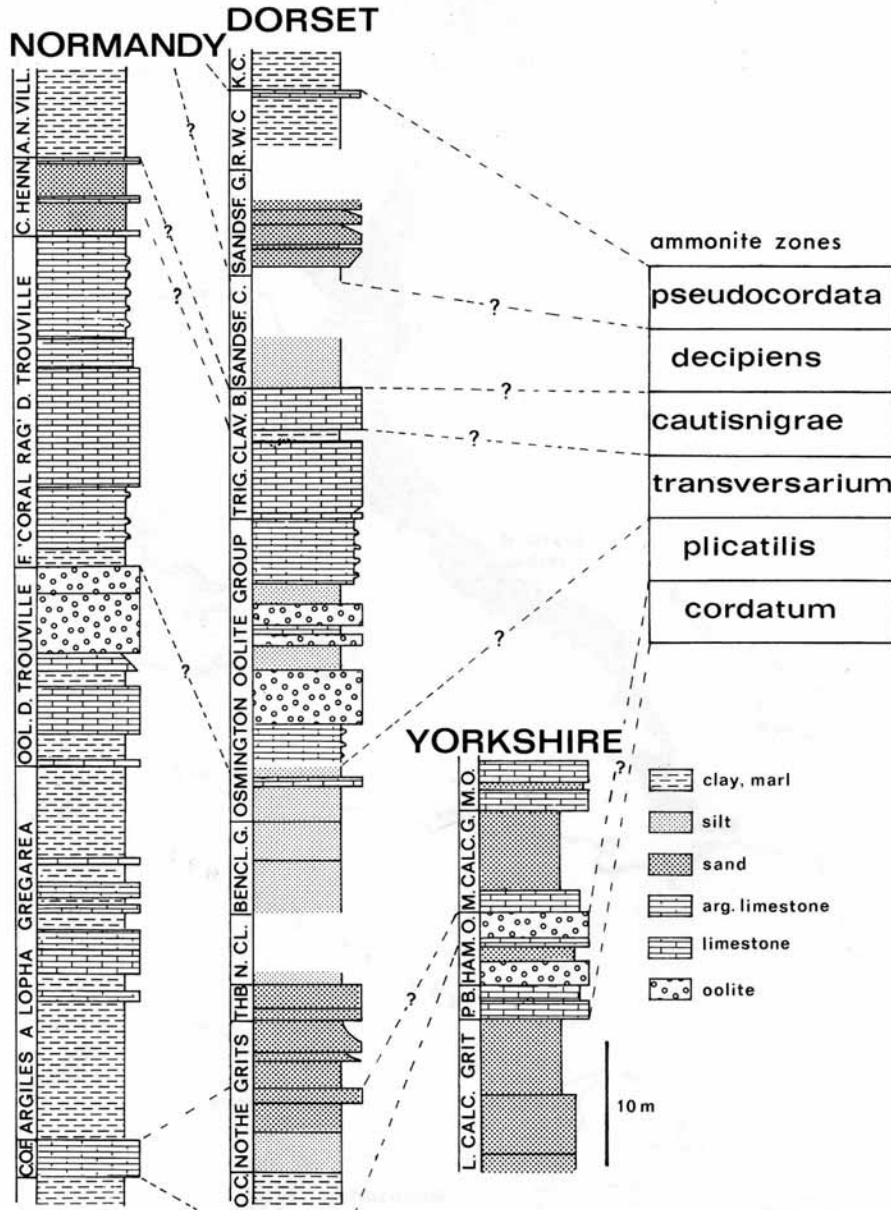 NORMANDY
A.N. VILL.
C. HENN.
F. 'CORAL RAG' D. TROUVILLE
OOL. D. TROUVILLE
ARGILES A LOPHA GREGAREA
C.O.F.
DORSET
K.C.
R. W. C
SANDSF. G.
SANDSF. C.
TRIG. CLAV. B.
OSMINGTON OOLITE GROUP
BENCL. G.
N. CL.
THB
NOTHE GRITS
O.C.
?
?
?
?
?
?
?
?
?
?
YORKSHIRE
M.O.
M. CALC. G.
HAM. O.
P. B.
L. CALC. GRIT
ammonite zones
pseudocordata
decipiens
cautisnigrae
transversarium
plicatilis
cordatum
clay, marl
silt
sand
arg. limestone
limestone
oolite
10 m